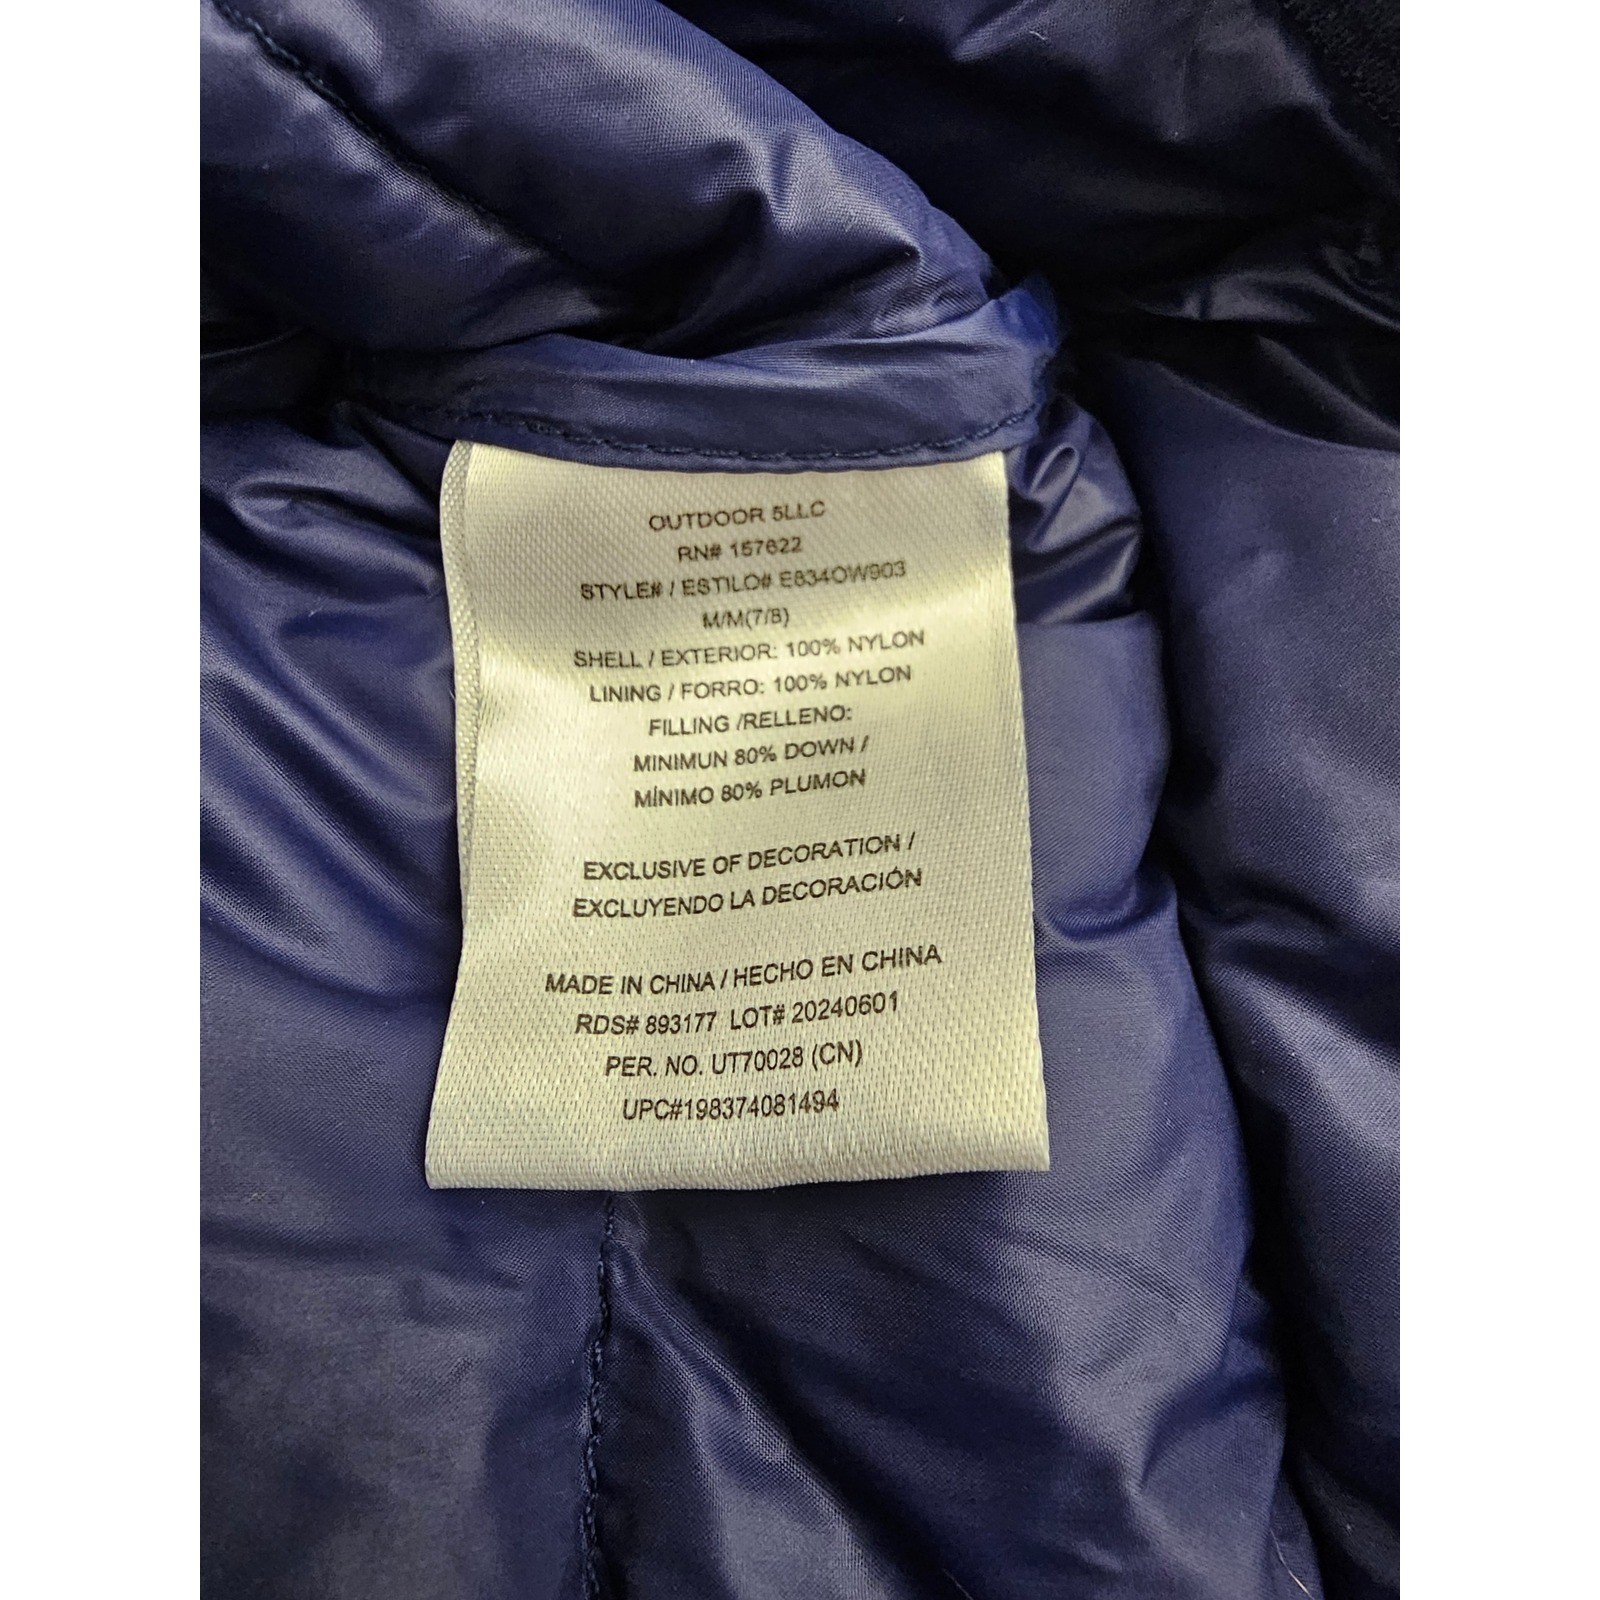 OUTDOOR 5LLC
RN# 157622
STYLE# / ESTILO# E834OW903
M/M(7/8)
SHELL / EXTERIOR: 100% NYLON
LINING / FORRO: 100% NYLON
FILLING /RELLENO:
MINIMUN 80% DOWN /
MÍNIMO 80% PLUMON
EXCLUSIVE OF DECORATION /
EXCLUYENDO LA DECORACIÓN
MADE IN CHINA / HECHO EN CHINA
RDS# 893177 LOT# 20240601
PER. NO. UT70028 (CN)
UPC#198374081494